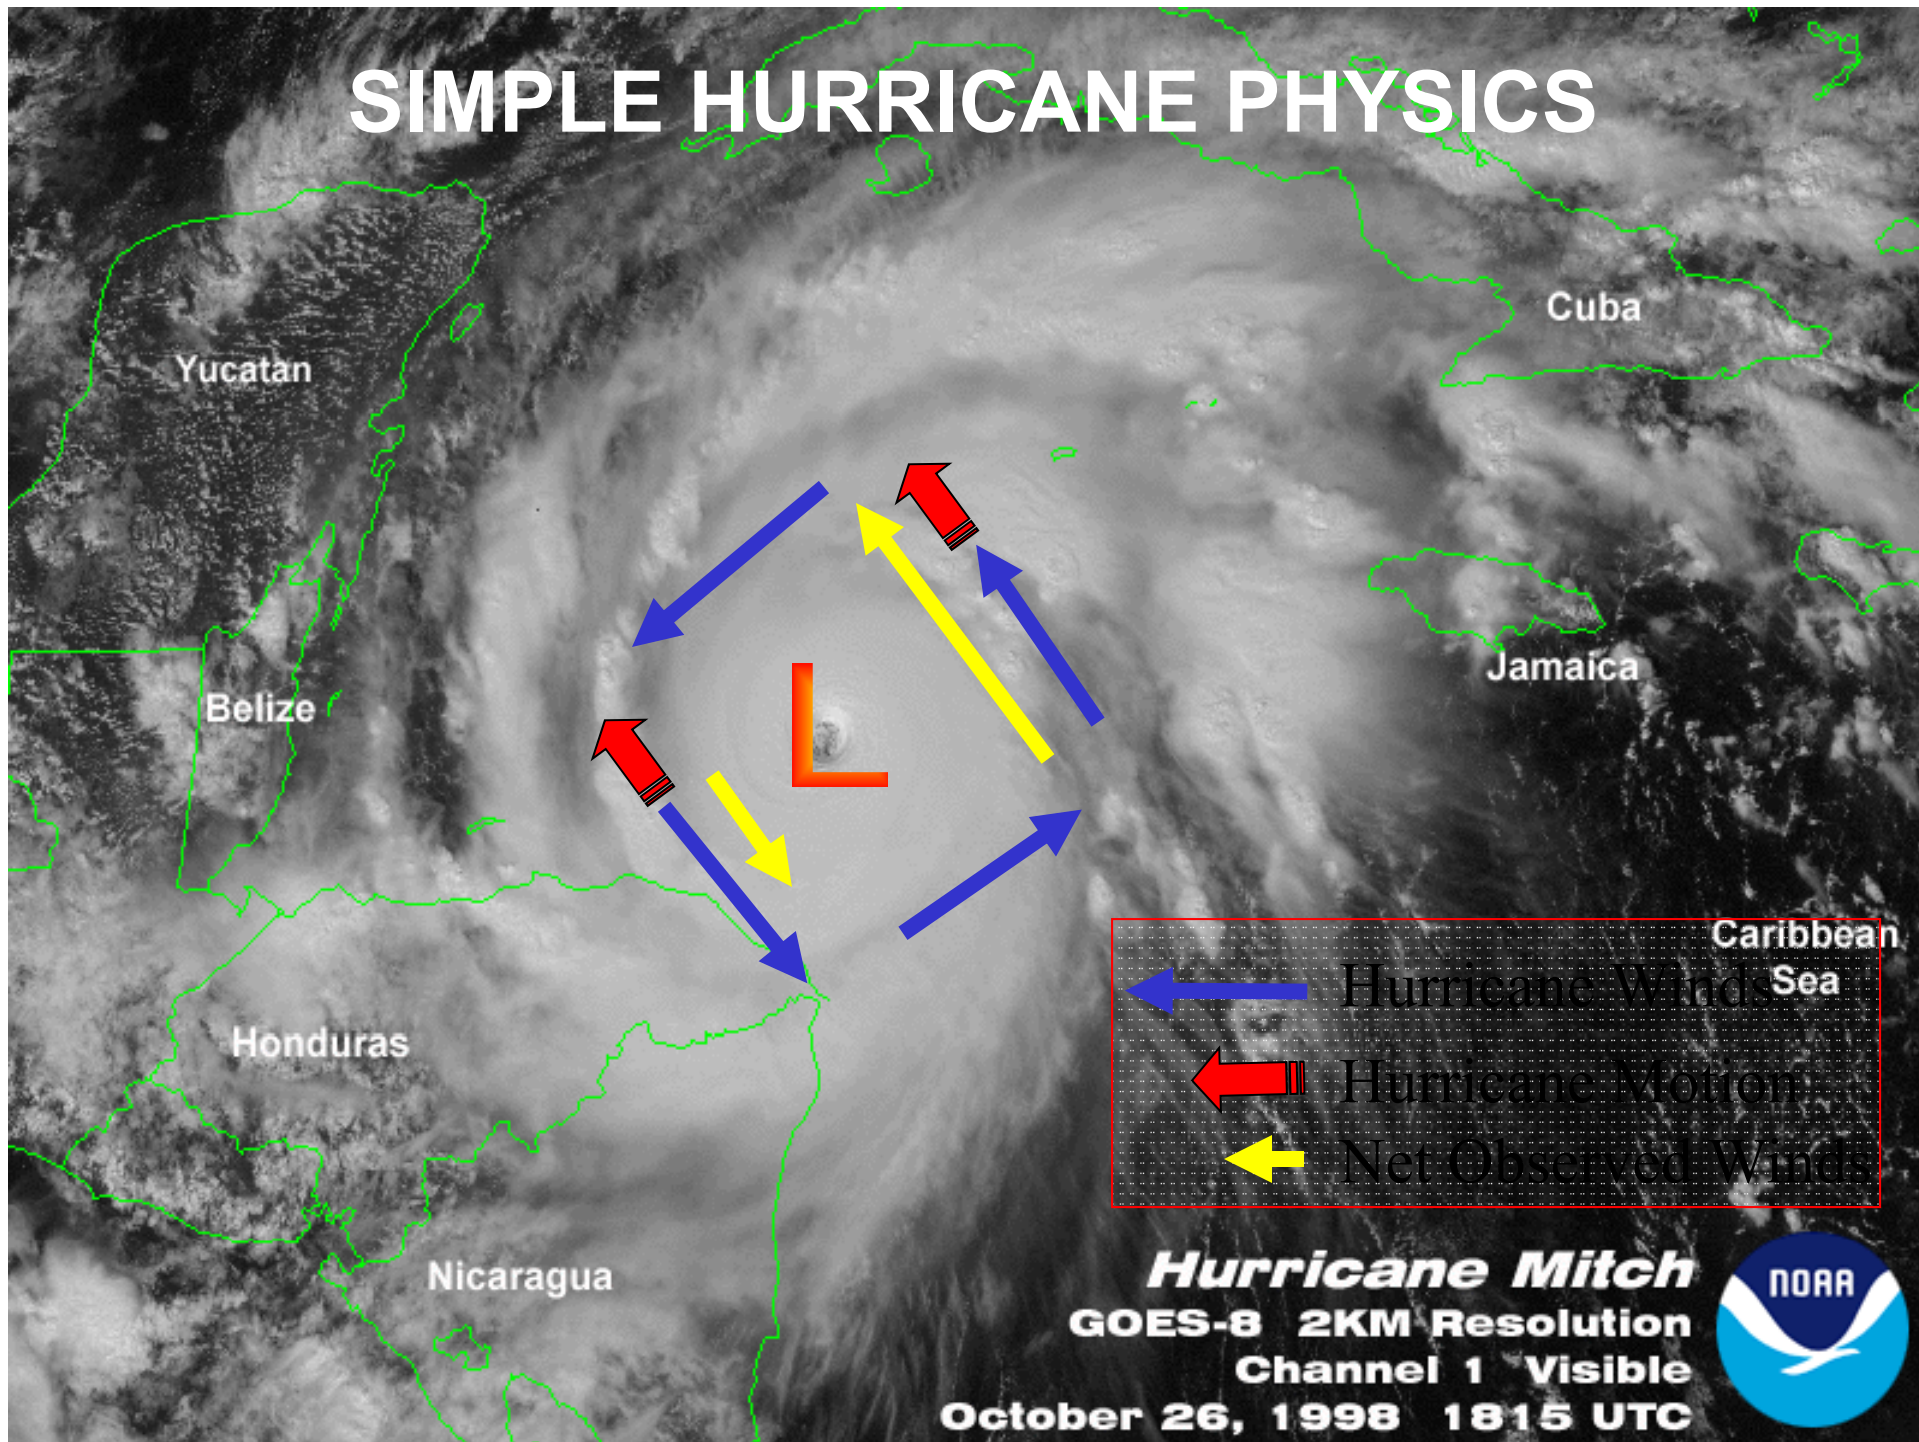 SIMPLE HURRICANE PHYSICS
Cuba
Yucatan
Jamaica
Belize
L
Caribbean
Sea
Hurricane Winds
Honduras
Hurricane Motion
Net Observed Winds
Nicaragua
Hurricane Mitch
NOAA
GOES-8 2KM Resolution
Channel 1 Visible
October 26, 1998 1815 UTC